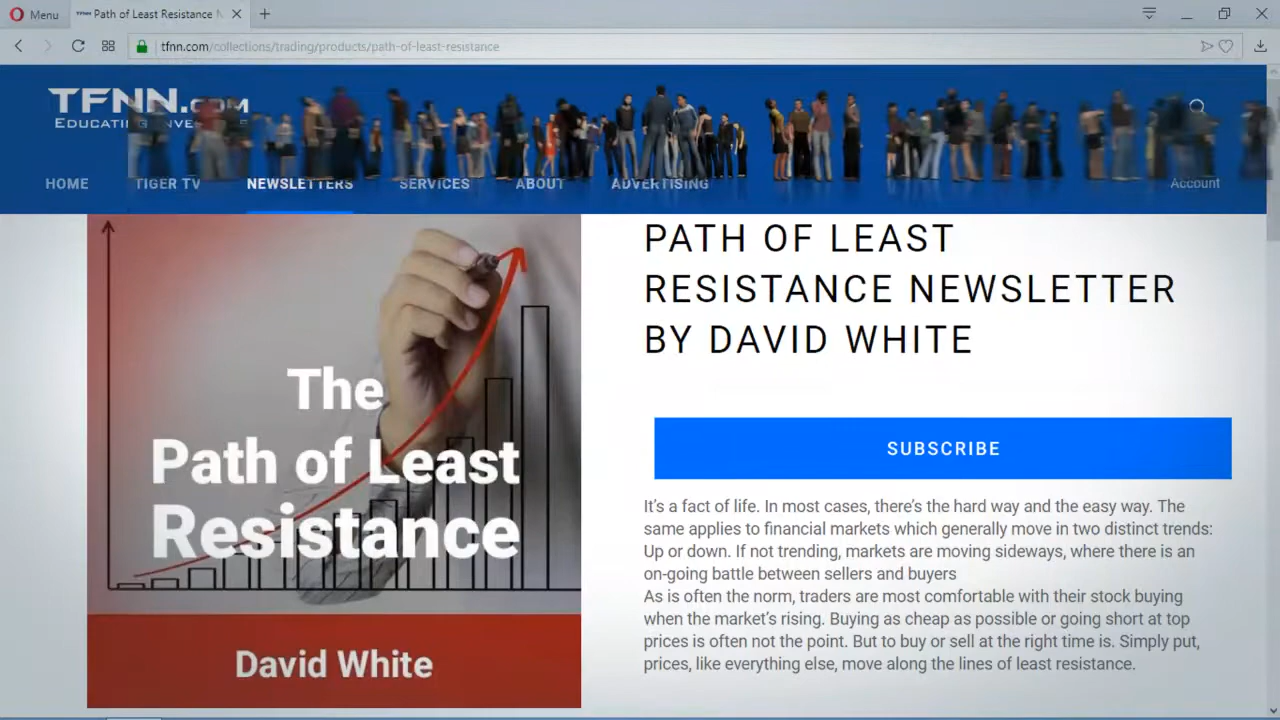 Menu
Path of Least Resistance N
tfnn.com/collections/trading/products/path-of-least-resistance
TFNN.com
HOME TIGER TV NEWSLETTERS SERVICES ABOUT ADVERTISING Account
PATH OF LEAST
RESISTANCE NEWSLETTER
BY DAVID WHITE
The
Path of Least
Resistance
David White
SUBSCRIBE
It's a fact of life. In most cases, there's the hard way and the easy way. The
same applies to financial markets which generally move in two distinct trends:
Up or down. If not trending, markets are moving sideways, where there is an
on-going battle between sellers and buyers
As is often the norm, traders are most comfortable with their stock buying
when the market's rising. Buying as cheap as possible or going short at top
prices is often not the point. But to buy or sell at the right time is. Simply put,
prices, like everything else, move along the lines of least resistance.